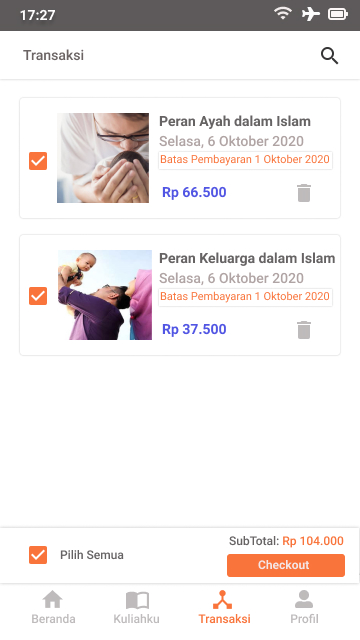 17:27
Transaksi
Peran Ayah dalam Islam
Selasa, 6 Oktober 2020
Batas Pembayaran 1 Oktober 2020
Rp 66.500
Peran Keluarga dalam Islam
Selasa, 6 Oktober 2020
Batas Pembayaran 1 Oktober 2020
Rp 37.500
Pilih Semua
SubTotal: Rp 104.000
Checkout
Beranda
Kuliahku
Transaksi
Profil